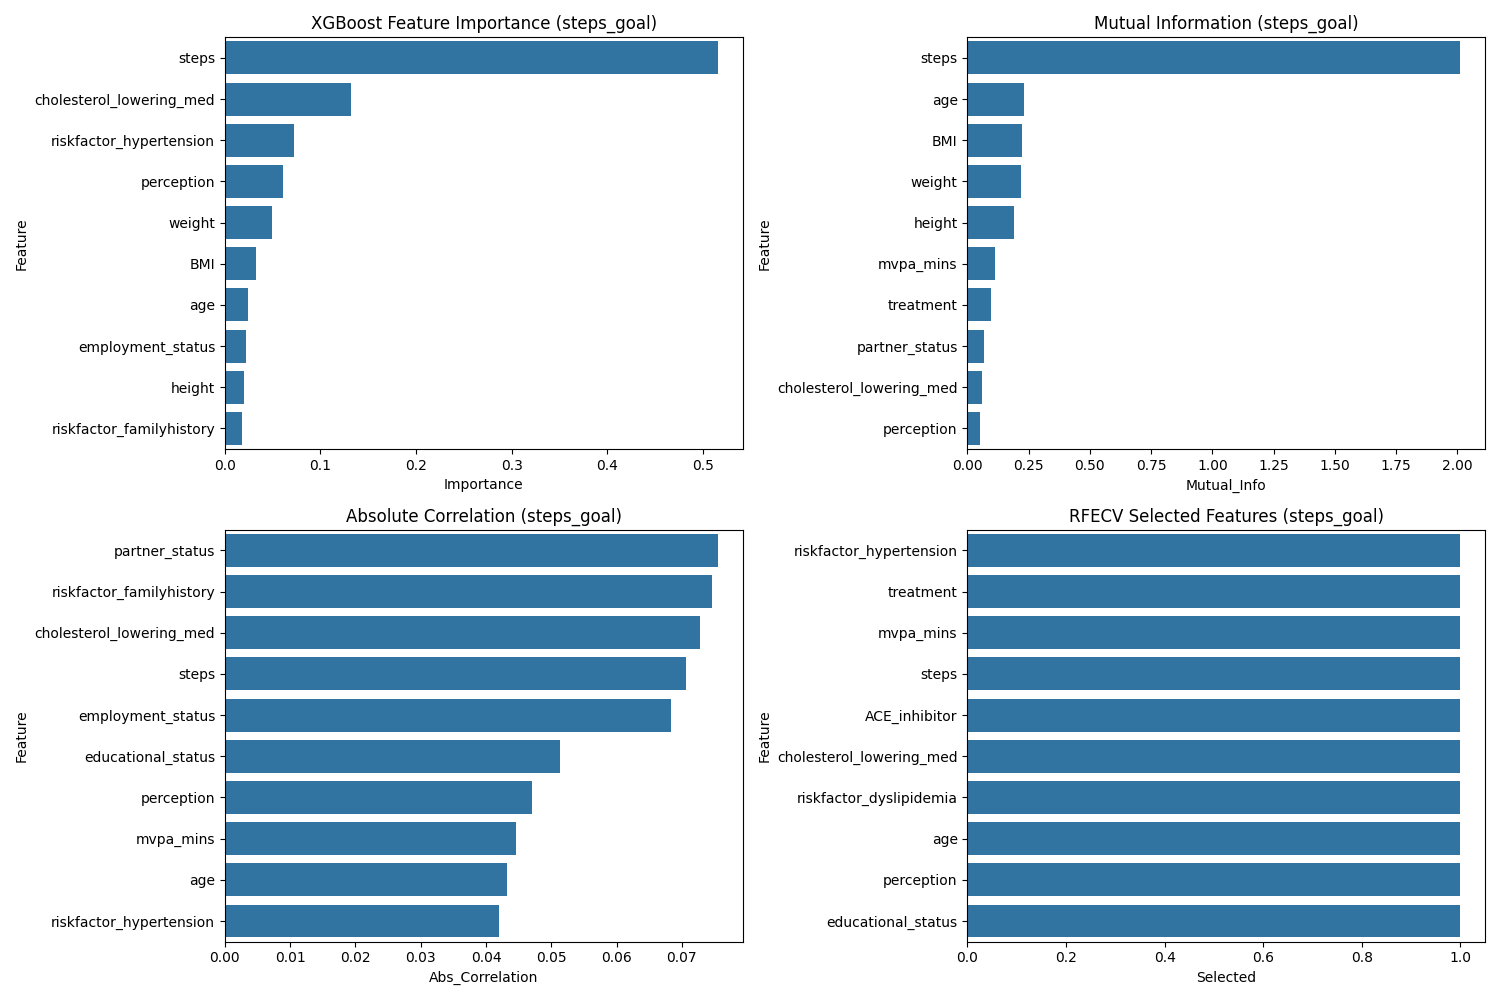 XGBoost Feature Importance (steps_goal)
Feature
steps
cholesterol_lowering_med
riskfactor_hypertension
perception
weight
BMI
age
employment_status
height
riskfactor_familyhistory
0.0 0.1 0.2 0.3 0.4 0.5
Importance
Mutual Information (steps_goal)
Feature
steps
age
BMI
weight
height
mvpa_mins
treatment
partner_status
cholesterol_lowering_med
perception
0.00 0.25 0.50 0.75 1.00 1.25 1.50 1.75 2.00
Mutual_Info
Absolute Correlation (steps_goal)
Feature
partner_status
riskfactor_familyhistory
cholesterol_lowering_med
steps
employment_status
educational_status
perception
mvpa_mins
age
riskfactor_hypertension
0.00 0.01 0.02 0.03 0.04 0.05 0.06 0.07
Abs_Correlation
RFECV Selected Features (steps_goal)
Feature
riskfactor_hypertension
treatment
mvpa_mins
steps
ACE_inhibitor
cholesterol_lowering_med
riskfactor_dyslipidemia
age
perception
educational_status
0.0 0.2 0.4 0.6 0.8 1.0
Selected